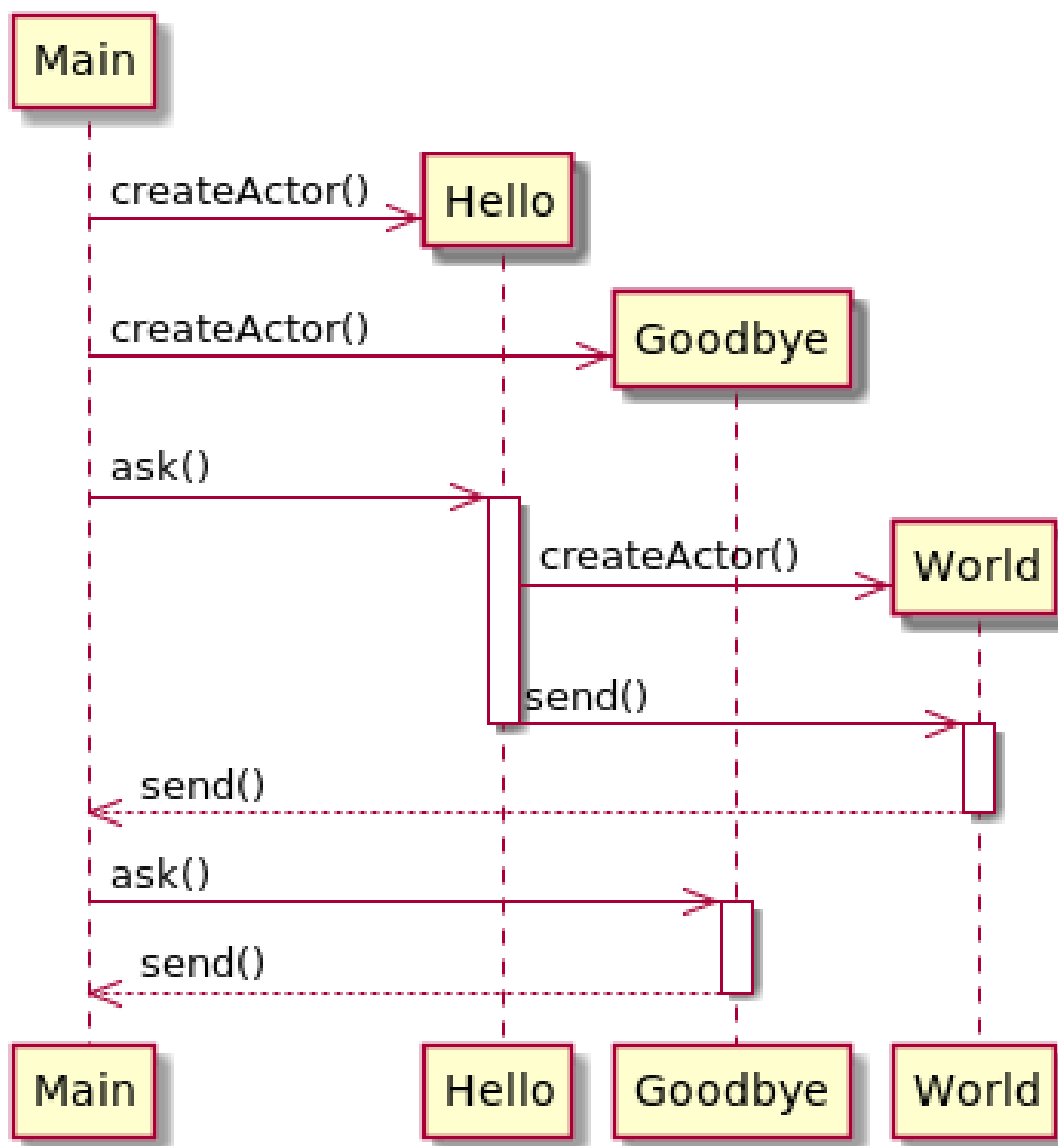 Main
createActor()
Hello
createActor()
Goodbye
ask()
createActor()
World
send()
send()
ask()
send()
Main
Hello
Goodbye
World